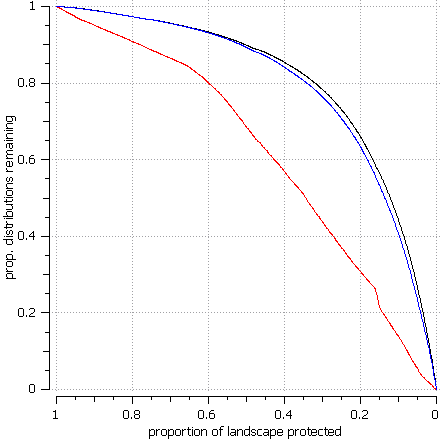 1
0.8
0.6
0.4
0.2
0
prop. distributions remaining
1 0.8 0.6 0.4 0.2 0
proportion of landscape protected